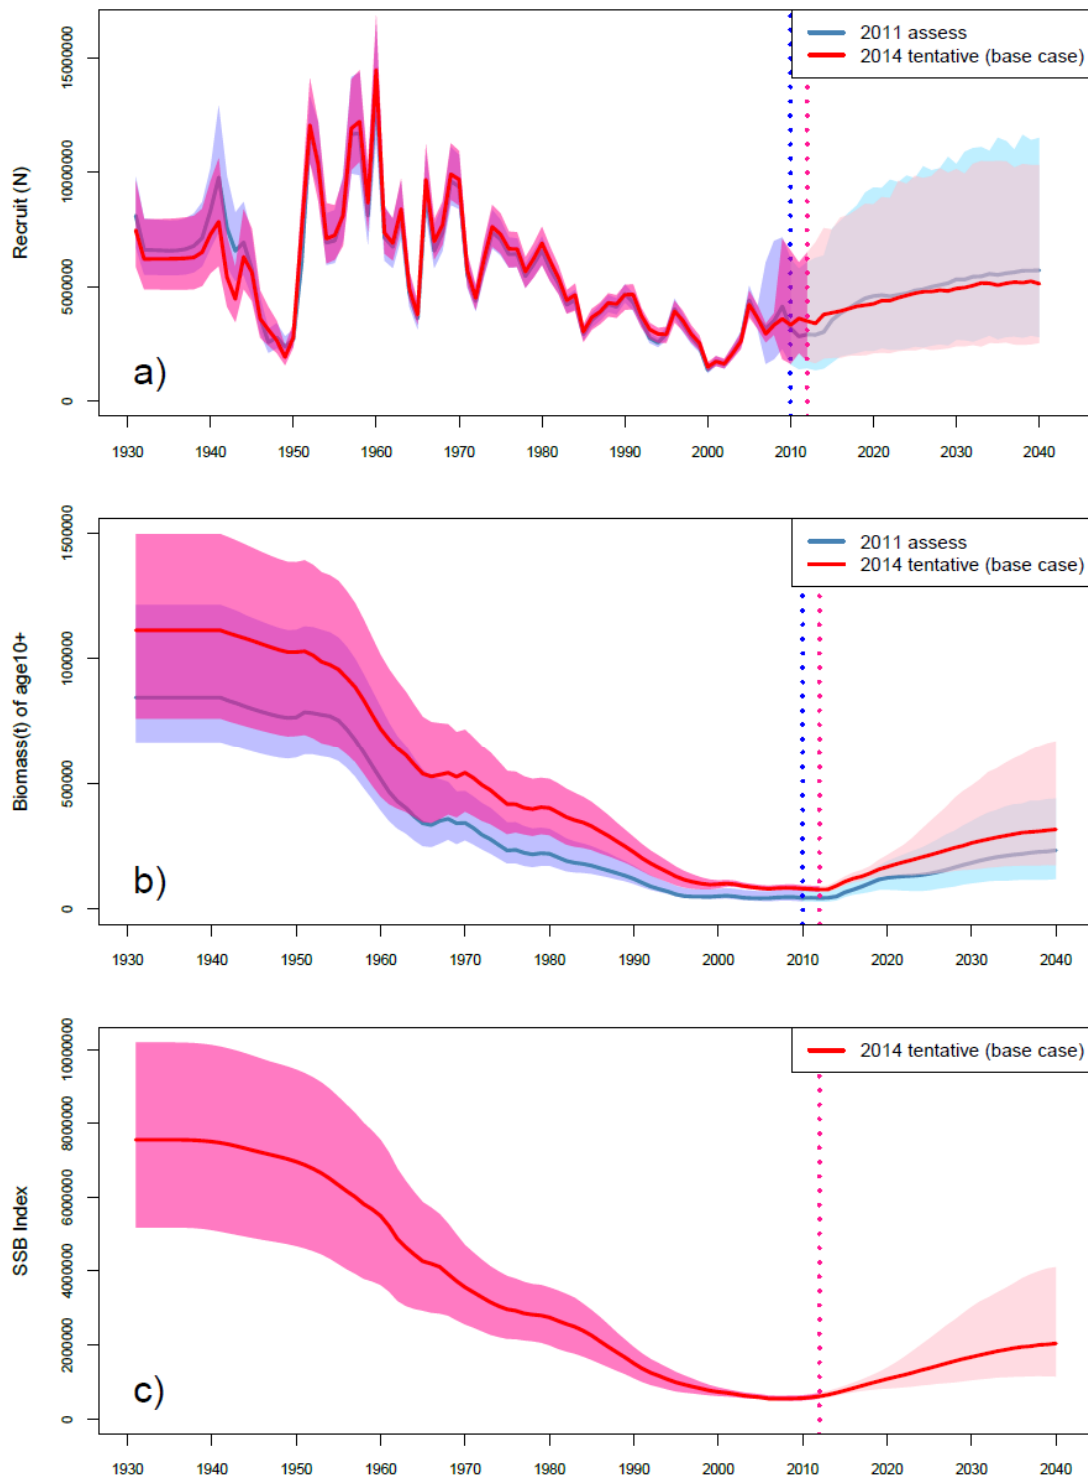 2011 assess
2014 tentative (base case)
Recruit (N)
15000000
10000000
5000000
0
a)
1930 1940 1950 1960 1970 1980 1990 2000 2010 2020 2030 2040
2011 assess
2014 tentative (base case)
Biomass(t) of age10+
1500000
1000000
500000
0
b)
1930 1940 1950 1960 1970 1980 1990 2000 2010 2020 2030 2040
2014 tentative (base case)
SSB Index
10000000
8000000
6000000
4000000
2000000
0
c)
1930 1940 1950 1960 1970 1980 1990 2000 2010 2020 2030 2040